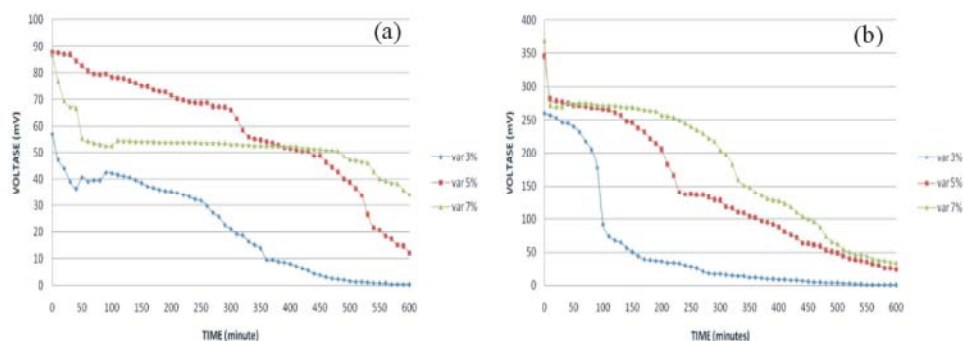 (a)
100
90
80
70
60
50
40
30
20
10
0
VOLTASE (mV)
0 50 100 150 200 250 300 350 400 450 500 550 600
TIME (minute)
var 3%
var 5%
var 7%
(b)
400
350
300
250
200
150
100
50
0
VOLTASE (mV)
0 50 100 150 200 250 300 350 400 450 500 550 600
TIME (minutes)
var 3%
var 5%
var 7%